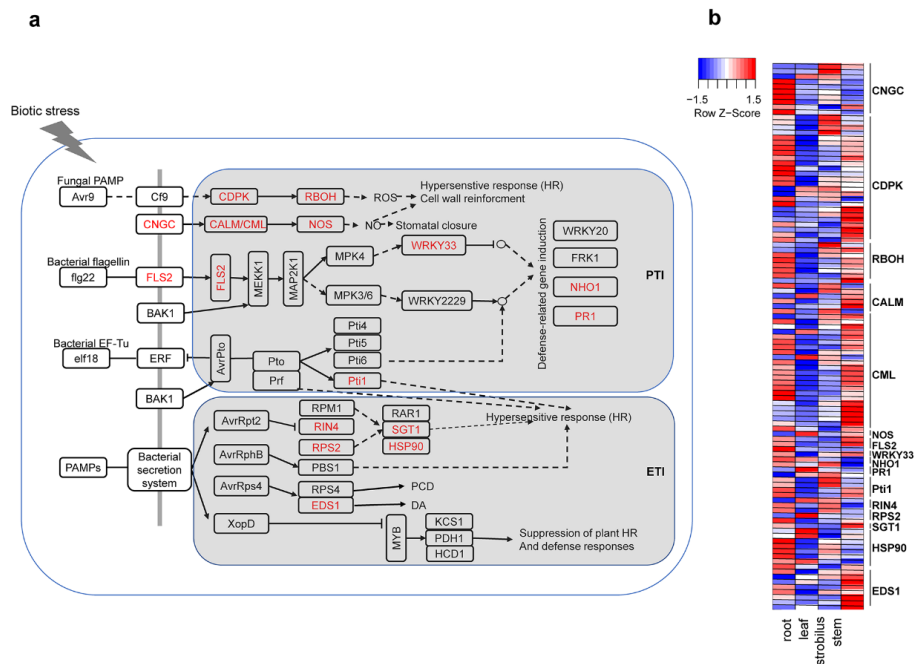 a
Biotic stress
Fungal PAMP
Avr9
Cf9
CDPK
RBOH
ROS
Hypersenstive response (HR)
Cell wall reinforcment
CNGC
CALM/CML
NOS
NO
Stomatal closure
Bacterial flagellin
flg22
FLS2
FLS2
MEKK1
MAP2K1
MPK4
WRKY33
MPK3/6
WRKY2229
BAK1
Defense-related gene induction
WRKY20
FRK1
NHO1
PR1
PTI
Bacterial EF-Tu
elf18
ERF
AvrPto
Pto
Prf
Pti4
Pti5
Pti6
Pti1
BAK1
Hypersensitive response (HR)
PAMPs
Bacterial
secretion
system
AvrRpt2
RPM1
RIN4
RPS2
RAR1
SGT1
HSP90
AvrRphB
PBS1
AvrRps4
RPS4
PCD
EDS1
DA
ETI
XopD
MYB
KCS1
PDH1
HCD1
Suppression of plant HR
And defense responses
b
−1.5
1.5
Row Z-Score
CNGC
CDPK
RBOH
CALM
CML
NOS
FLS2
WRKY33
NHO1
PR1
Pti1
RIN4
RPS2
SGT1
HSP90
EDS1
root
leaf
strobilus
stem